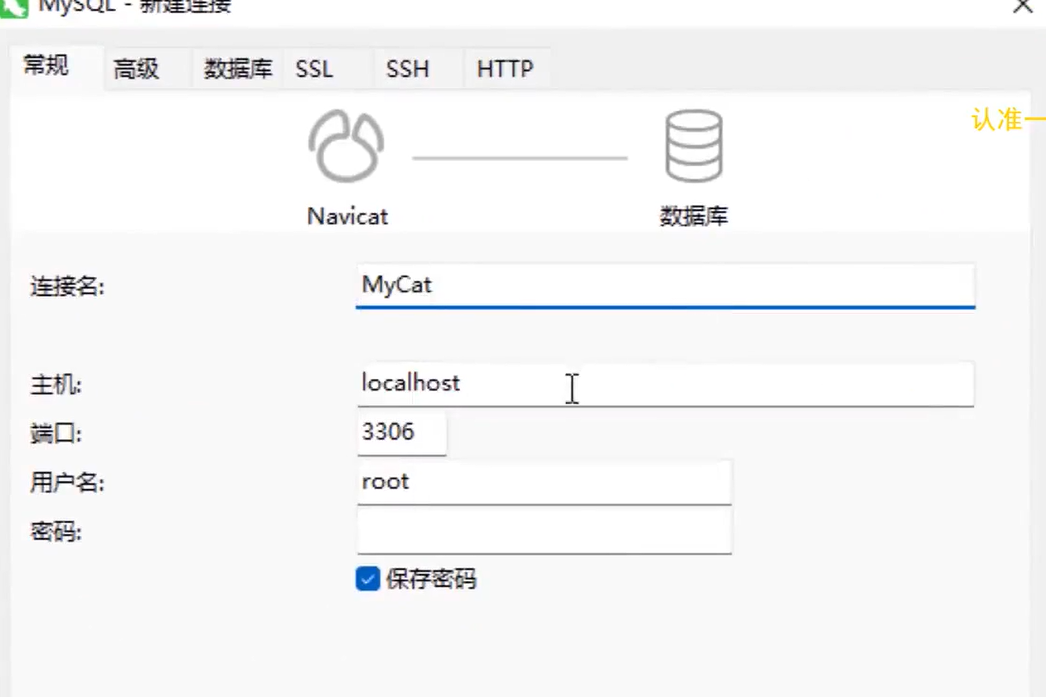 MySQL - 新建连接
常规 高级 数据库 SSL SSH HTTP
认准一
Navicat 数据库
连接名: MyCat
主机: localhost
端口: 3306
用户名: root
密码:
保存密码